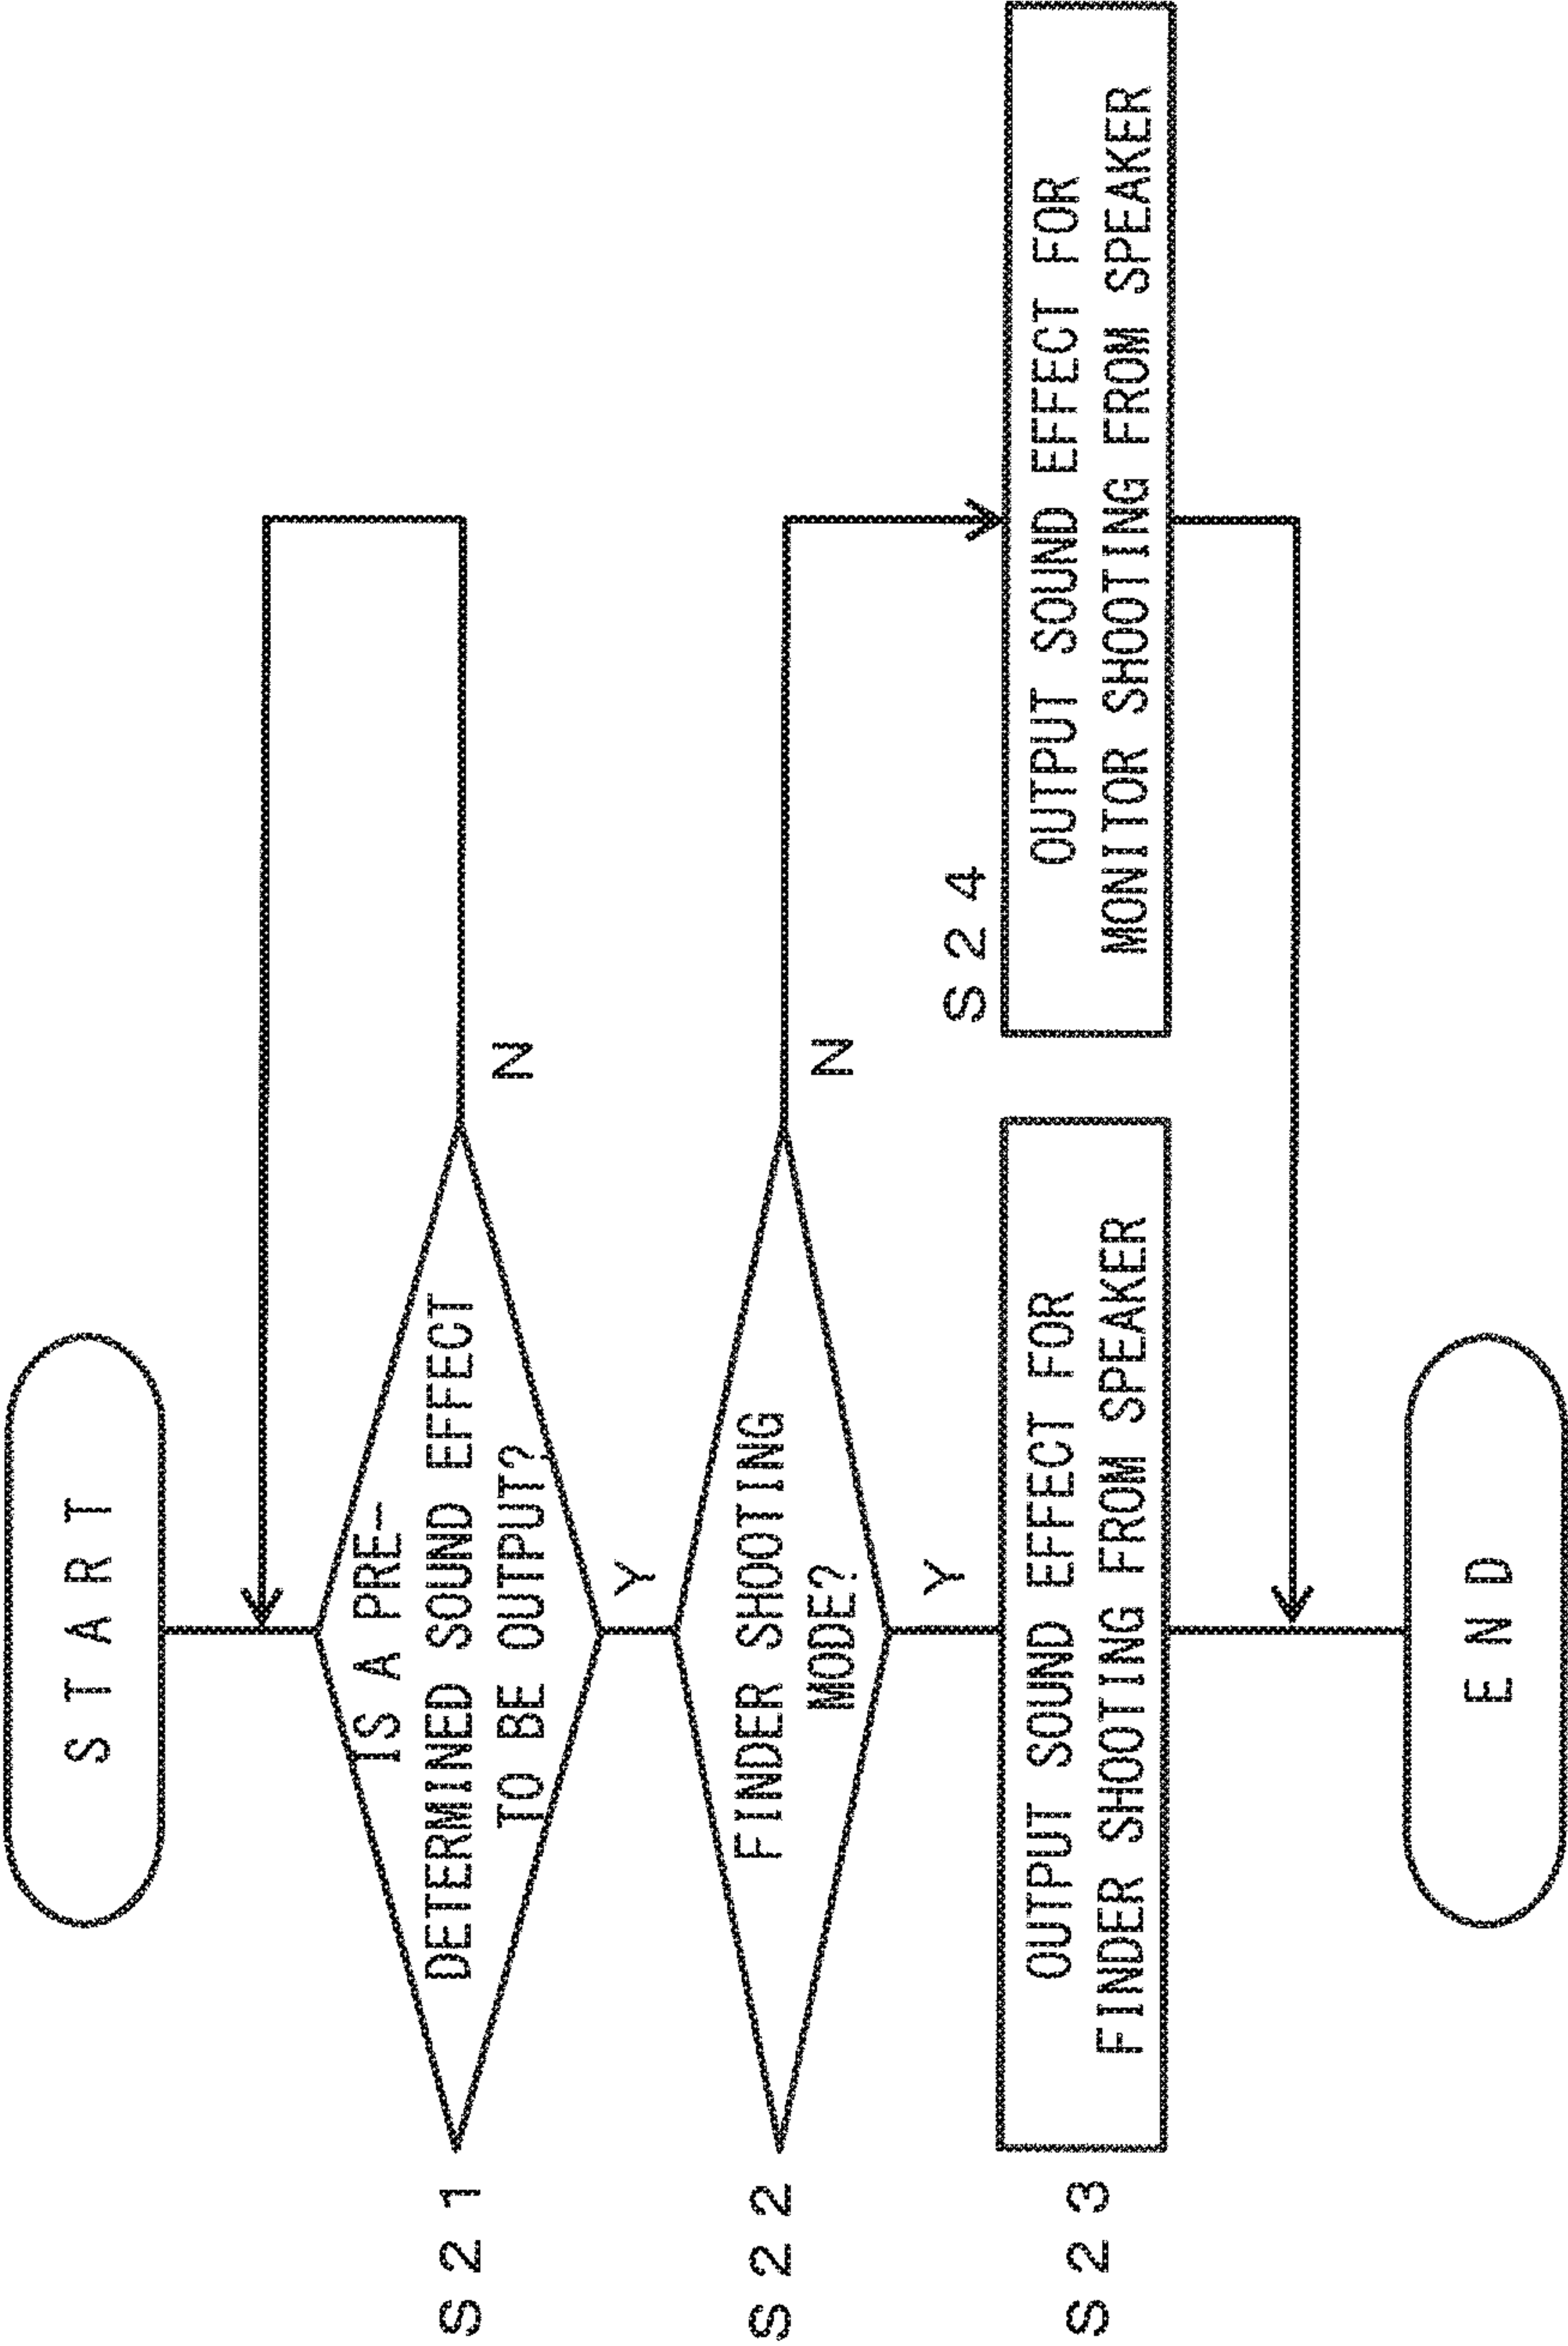 START
S21
IS A PRE-
DETERMINED SOUND EFFECT
TO BE OUTPUT?
N
Y
S22
FINDER SHOOTING
MODE?
N
Y
S23
OUTPUT SOUND EFFECT FOR
FINDER SHOOTING FROM SPEAKER
S24
OUTPUT SOUND EFFECT FOR
MONITOR SHOOTING FROM SPEAKER
END